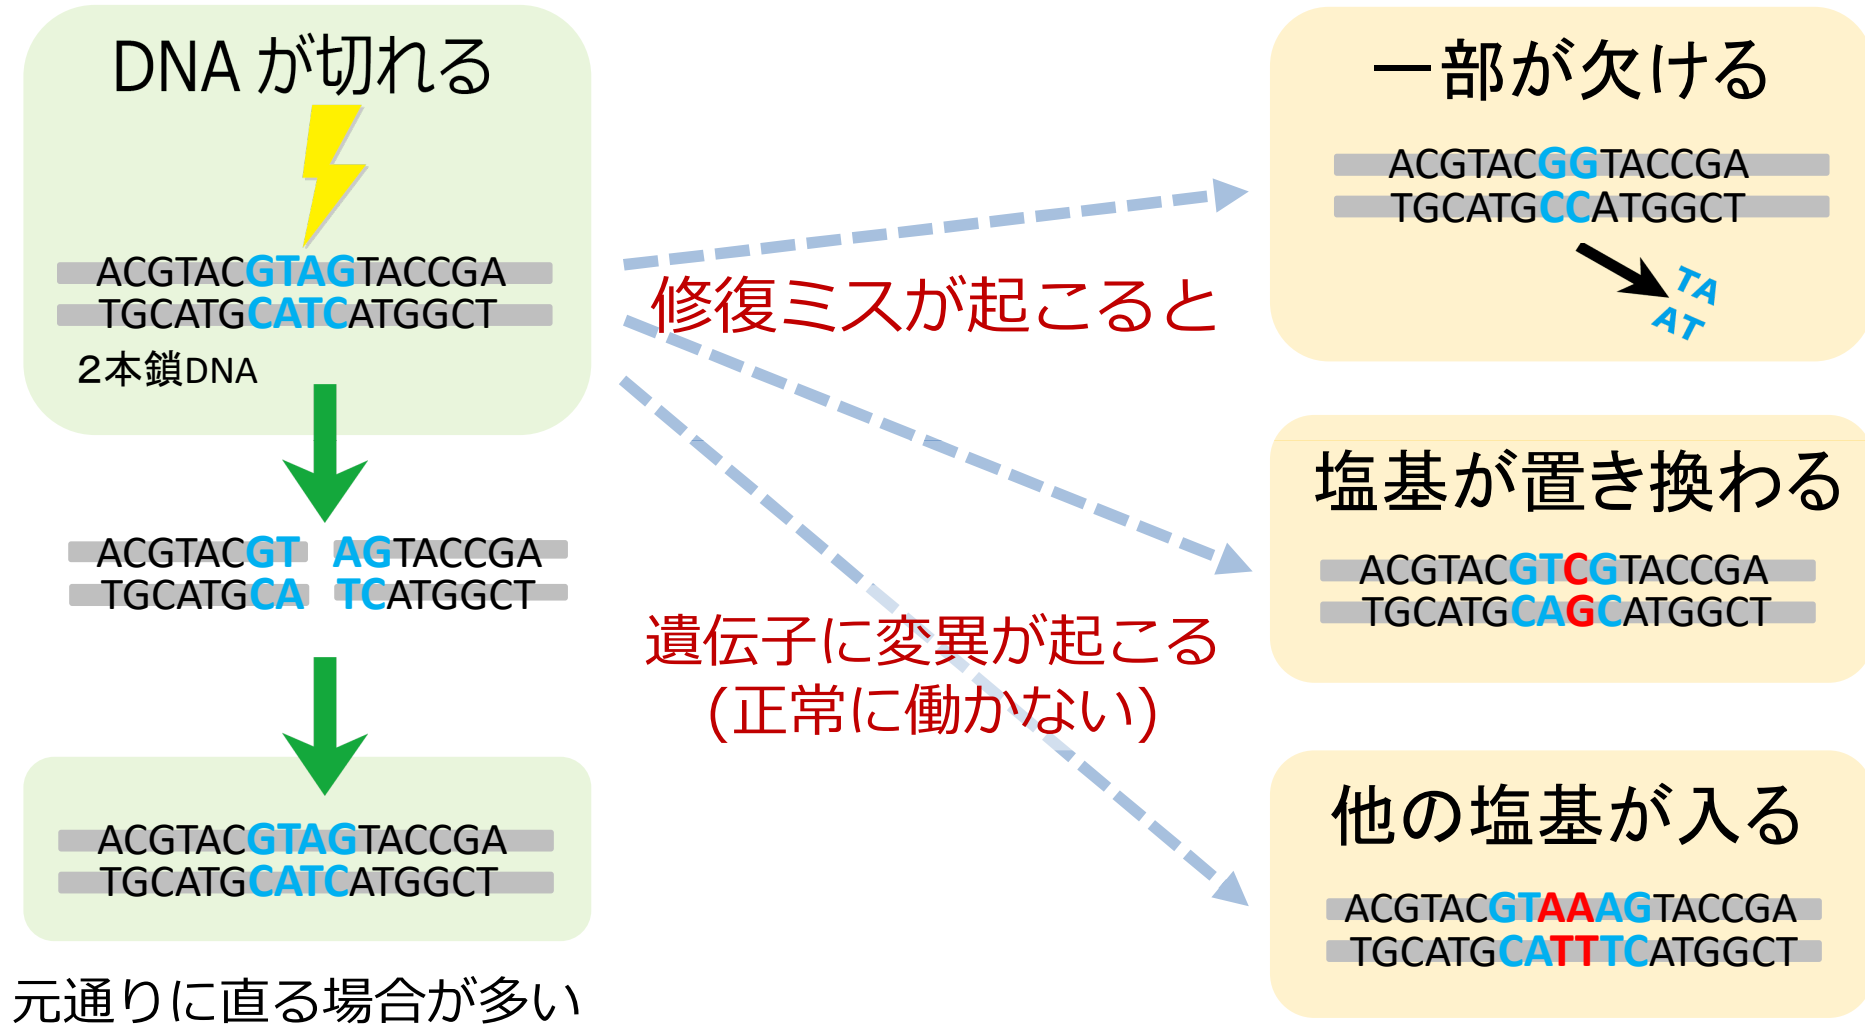 DNA が切れる
ACGTACGTAGTACCGA
TGCATGCATCATGGCT
２本鎖DNA
ACGTACGT AGTACCGA
TGCATGCA TCATGGCT
ACGTACGTAGTACCGA
TGCATGCATCATGGCT
元通りに直る場合が多い
修復ミスが起こると
遺伝子に変異が起こる
(正常に働かない)
一部が欠ける
ACGTACGGTACCGA
TGCATGCCATGGCT
TA
AT
塩基が置き換わる
ACGTACGTCGTACCGA
TGCATGCAGCATGGCT
他の塩基が入る
ACGTACGTAAAGTACCGA
TGCATGCATTTCATGGCT